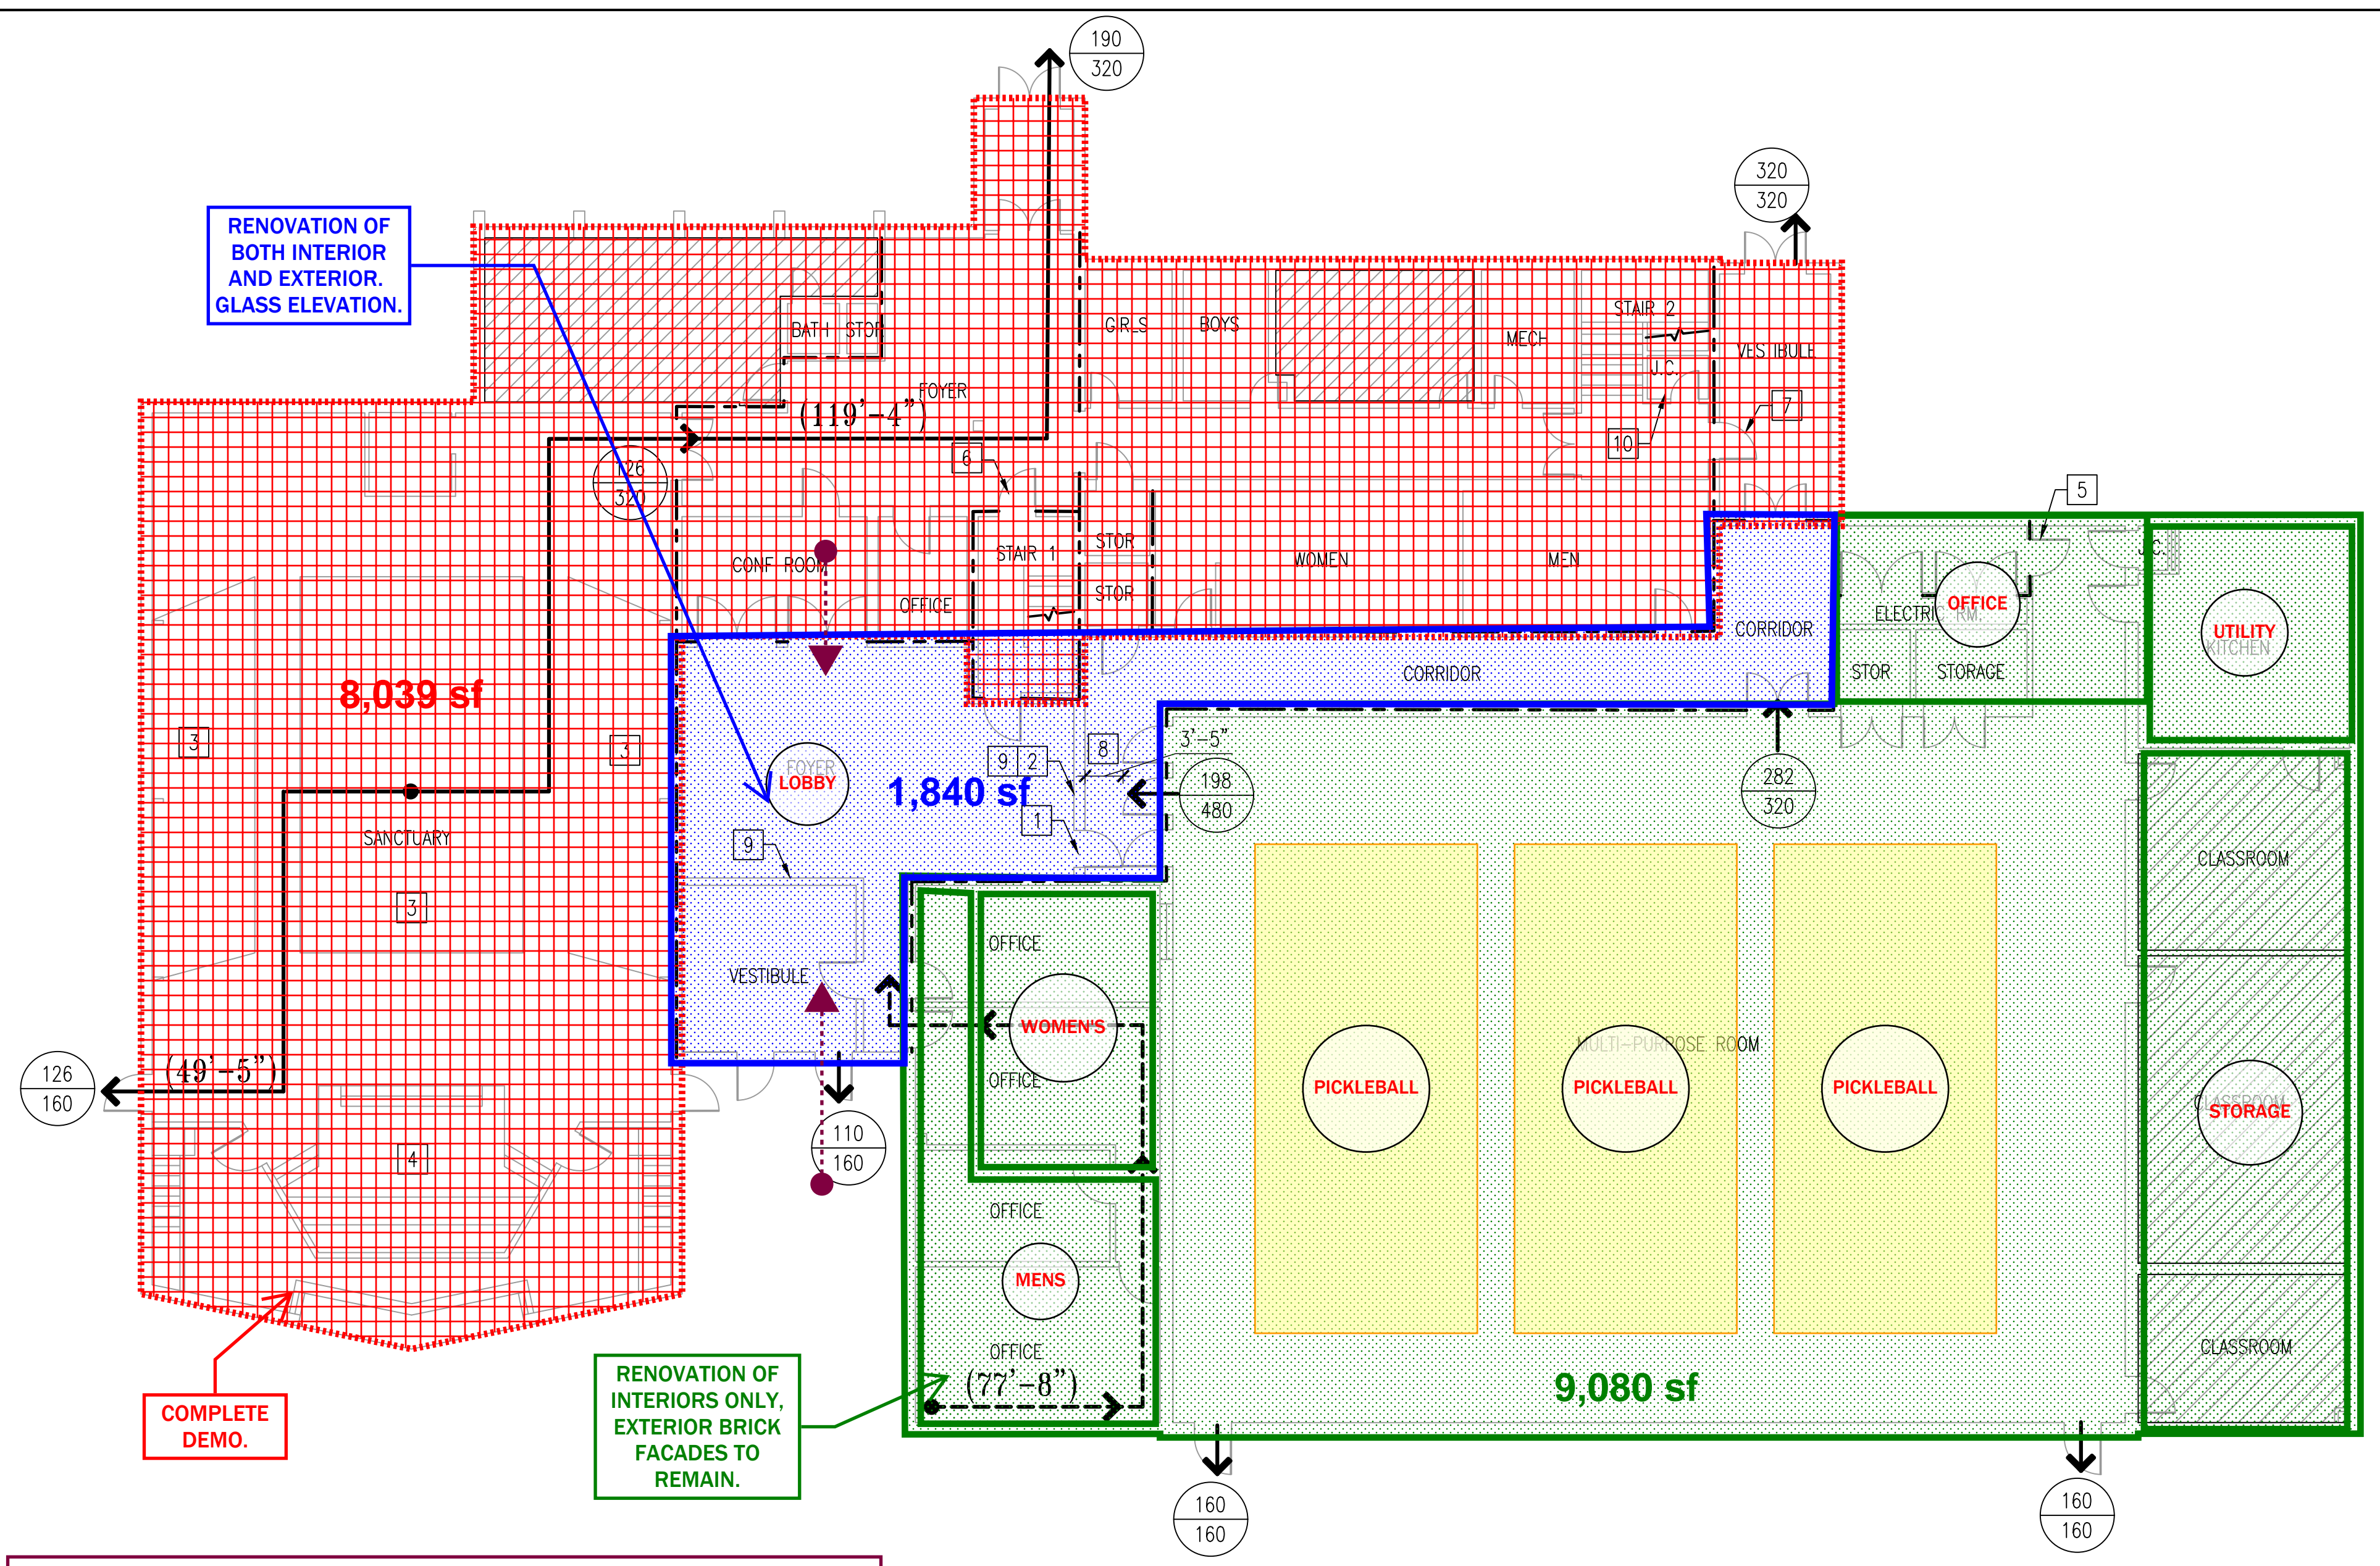 190
320
320
320
RENOVATION OF
BOTH INTERIOR
AND EXTERIOR.
GLASS ELEVATION.
BATH
STOR
GIRLS
BOYS
MECH
STAIR 2
J.C.
VESTIBULE
FOYER
(119'-4")
7
10
6
126
320
5
CONF ROOM
OFFICE
STAIR 1
STOR
STOR
WOMEN
MEN
CORRIDOR
CORRIDOR
ELECTRIC RM.
OFFICE
J.C.
UTILITY
KITCHEN
STOR
STORAGE
8,039 sf
3
3
FOYER
LOBBY
1,840 sf
9
2
8
3'-5"
198
480
282
320
1
SANCTUARY
9
3
CLASSROOM
OFFICE
VESTIBULE
WOMEN'S
OFFICE
MULTI-PURPOSE ROOM
PICKLEBALL
PICKLEBALL
PICKLEBALL
CLASSROOM
STORAGE
126
160
(49'-5")
110
160
4
OFFICE
MENS
OFFICE
(77'-8")
CLASSROOM
9,080 sf
COMPLETE
DEMO.
RENOVATION OF
INTERIORS ONLY,
EXTERIOR BRICK
FACADES TO
REMAIN.
160
160
160
160